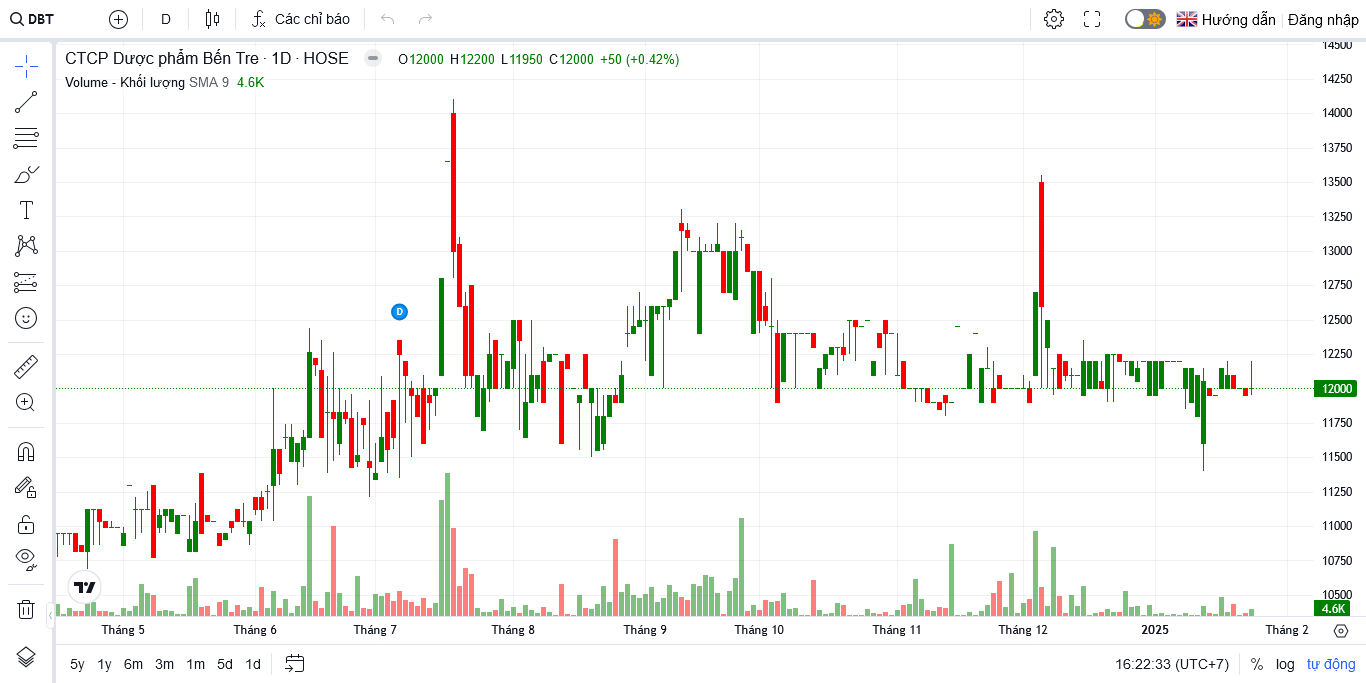 DBT D Các chỉ báo Hướng dẫn Đăng nhập
CTCP Dược phẩm Bến Tre · 1D · HOSE O12000 H12200 L11950 C12000 +50 (+0.42%)
Volume - Khối lượng SMA 9 4.6K
14500
14250
14000
13750
13500
13250
13000
12750
12500
12250
12000
11750
11500
11250
11000
10750
10500
4.6K
D
Tháng 5 Tháng 6 Tháng 7 Tháng 8 Tháng 9 Tháng 10 Tháng 11 Tháng 12 2025 Tháng 2
5y 1y 6m 3m 1m 5d 1d 16:22:33 (UTC+7) % log tự động